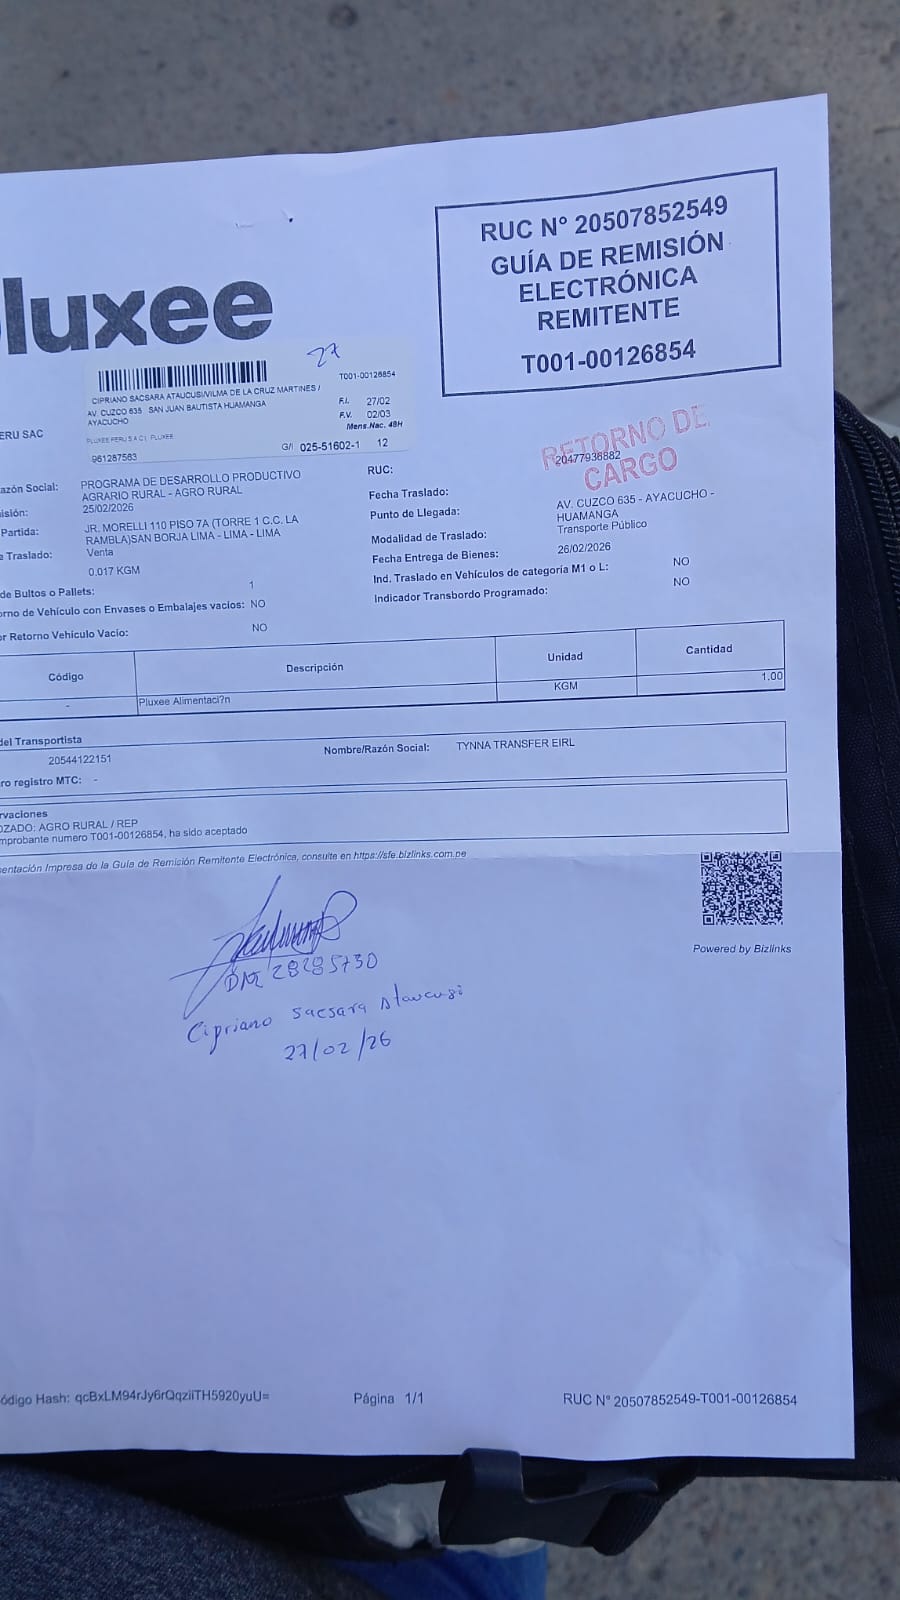 RUC N° 20507852549
GUÍA DE REMISIÓN
ELECTRÓNICA
REMITENTE
T001-00126854
luxee
27
T001-00126854
CIPRIANO SACSARA ATAUCUSI/VILMA DE LA CRUZ MARTINES /
AV. CUZCO 635 SAN JUAN BAUTISTA HUAMANGA
AYACUCHO
F.I. 27/02
F.V. 02/03
Mens.Nac. 48H
PLUXEE PERU S A C1 PLUXEE
961287563
G/I 025-51602-1 12
ERU SAC
RETORNO DE
CARGO
azón Social: PROGRAMA DE DESARROLLO PRODUCTIVO
AGRARIO RURAL - AGRO RURAL
RUC: 20477936882
isión: 25/02/2026
Fecha Traslado:
Partida: JR. MORELLI 110 PISO 7A (TORRE 1 C.C. LA
RAMBLA)SAN BORJA LIMA - LIMA - LIMA
Punto de Llegada: AV. CUZCO 635 - AYACUCHO -
HUAMANGA
e Traslado: Venta
Modalidad de Traslado: Transporte Público
0.017 KGM
Fecha Entrega de Bienes: 26/02/2026
de Bultos o Pallets: 1
Ind. Traslado en Vehículos de categoría M1 o L: NO
orno de Vehículo con Envases o Embalajes vacios: NO
Indicador Transbordo Programado: NO
or Retorno Vehiculo Vacío: NO
Código Descripción Unidad Cantidad
- Pluxee Alimentaci?n KGM 1.00
del Transportista
20544122151 Nombre/Razón Social: TYNNA TRANSFER EIRL
ro registro MTC: -
rvaciones
OZADO: AGRO RURAL / REP
mprobante numero T001-00126854, ha sido aceptado
sentación Impresa de la Guía de Remisión Remitente Electrónica, consulte en https://sfe.bizlinks.com.pe
Powered by Bizlinks
DNI 28285730
Cipriano Sacsara Ataucusi
27/02/26
ódigo Hash: qcBxLM94rJy6rQqziiTH5920yuU=
Página 1/1
RUC N° 20507852549-T001-00126854